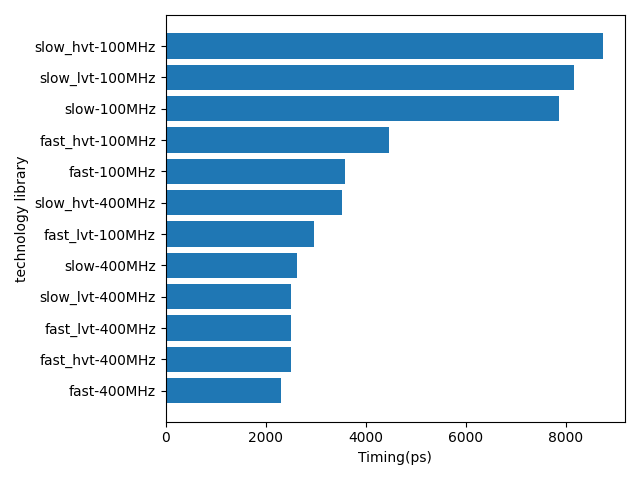 slow_hvt-100MHz
slow_lvt-100MHz
slow-100MHz
fast_hvt-100MHz
fast-100MHz
slow_hvt-400MHz
fast_lvt-100MHz
slow-400MHz
slow_lvt-400MHz
fast_lvt-400MHz
fast_hvt-400MHz
fast-400MHz
technology library
0 2000 4000 6000 8000
Timing(ps)